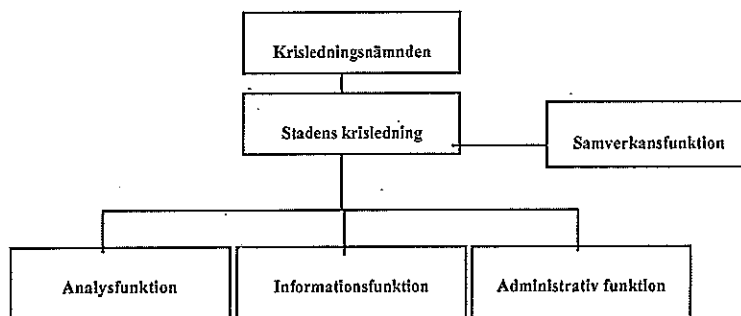 Krisledningsnämnden
Stadens krisledning
Samverkansfunktion
Analysfunktion
Informationsfunktion
Administrativ funktion